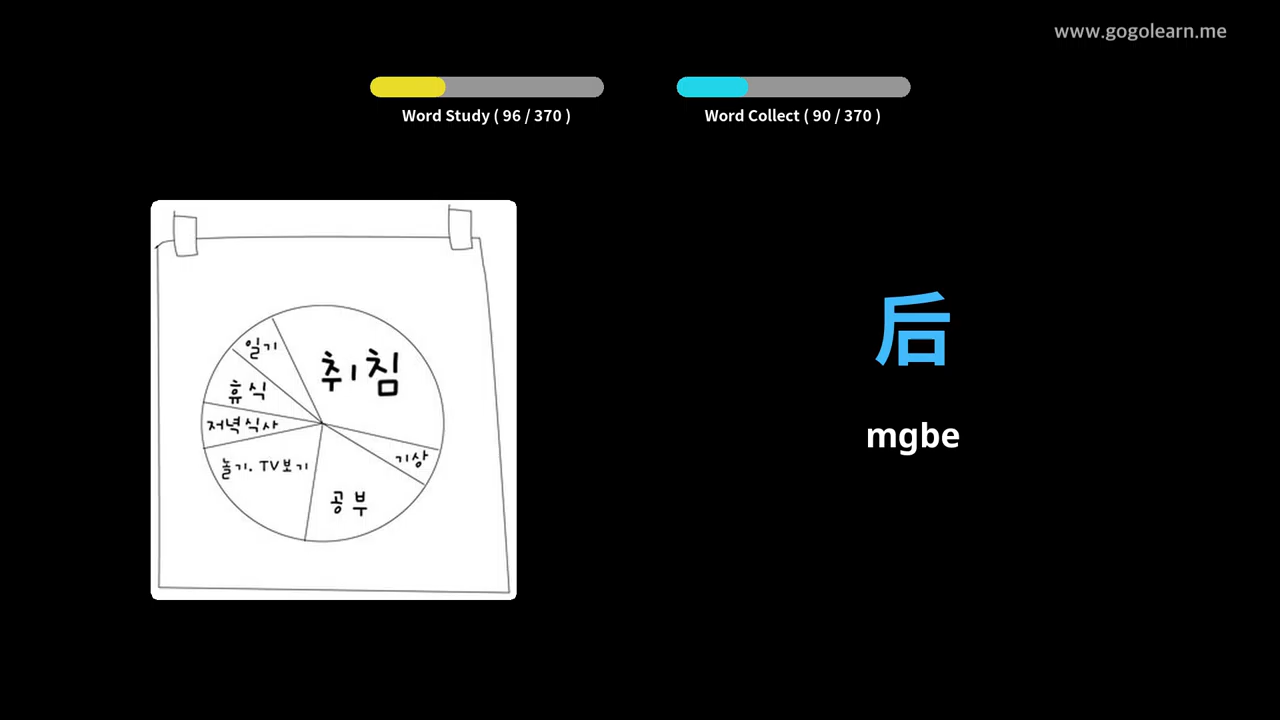 www.gogolearn.me
Word Study ( 96 / 370 )
Word Collect ( 90 / 370 )
일기
취침
휴식
저녁식사
기상
놀기. TV보기
공부
后
mgbe